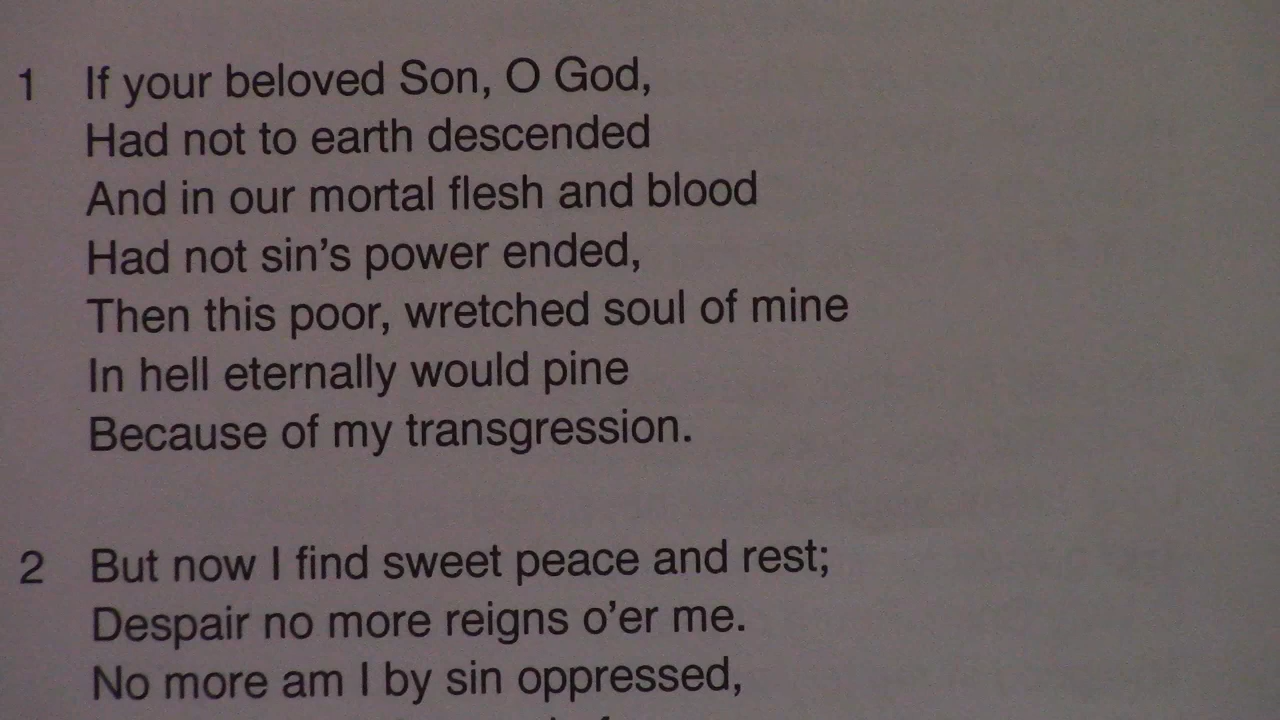 1 If your beloved Son, O God,
Had not to earth descended
And in our mortal flesh and blood
Had not sin's power ended,
Then this poor, wretched soul of mine
In hell eternally would pine
Because of my transgression.
2 But now I find sweet peace and rest;
Despair no more reigns o'er me.
No more am I by sin oppressed,